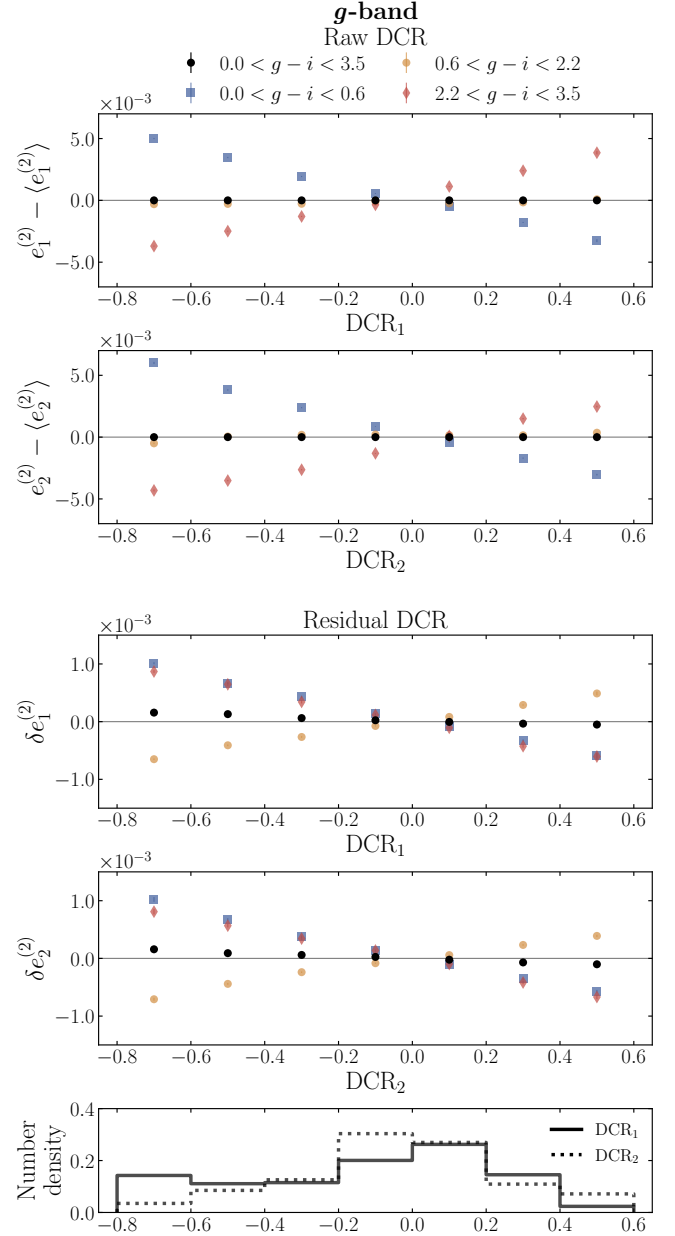 g-band
Raw DCR
0.0 < g − i < 3.5
0.6 < g − i < 2.2
0.0 < g − i < 0.6
2.2 < g − i < 3.5
×10⁻³
5.0
0.0
−5.0
e₁⁽²⁾ − ⟨e₁⁽²⁾⟩
−0.8 −0.6 −0.4 −0.2 0.0 0.2 0.4 0.6
DCR₁
×10⁻³
5.0
0.0
−5.0
e₂⁽²⁾ − ⟨e₂⁽²⁾⟩
−0.8 −0.6 −0.4 −0.2 0.0 0.2 0.4 0.6
DCR₂
Residual DCR
×10⁻³
1.0
0.0
−1.0
δe₁⁽²⁾
−0.8 −0.6 −0.4 −0.2 0.0 0.2 0.4 0.6
DCR₁
×10⁻³
1.0
0.0
−1.0
δe₂⁽²⁾
−0.8 −0.6 −0.4 −0.2 0.0 0.2 0.4 0.6
DCR₂
0.4
0.2
0.0
Number
density
DCR₁
DCR₂
−0.8 −0.6 −0.4 −0.2 0.0 0.2 0.4 0.6